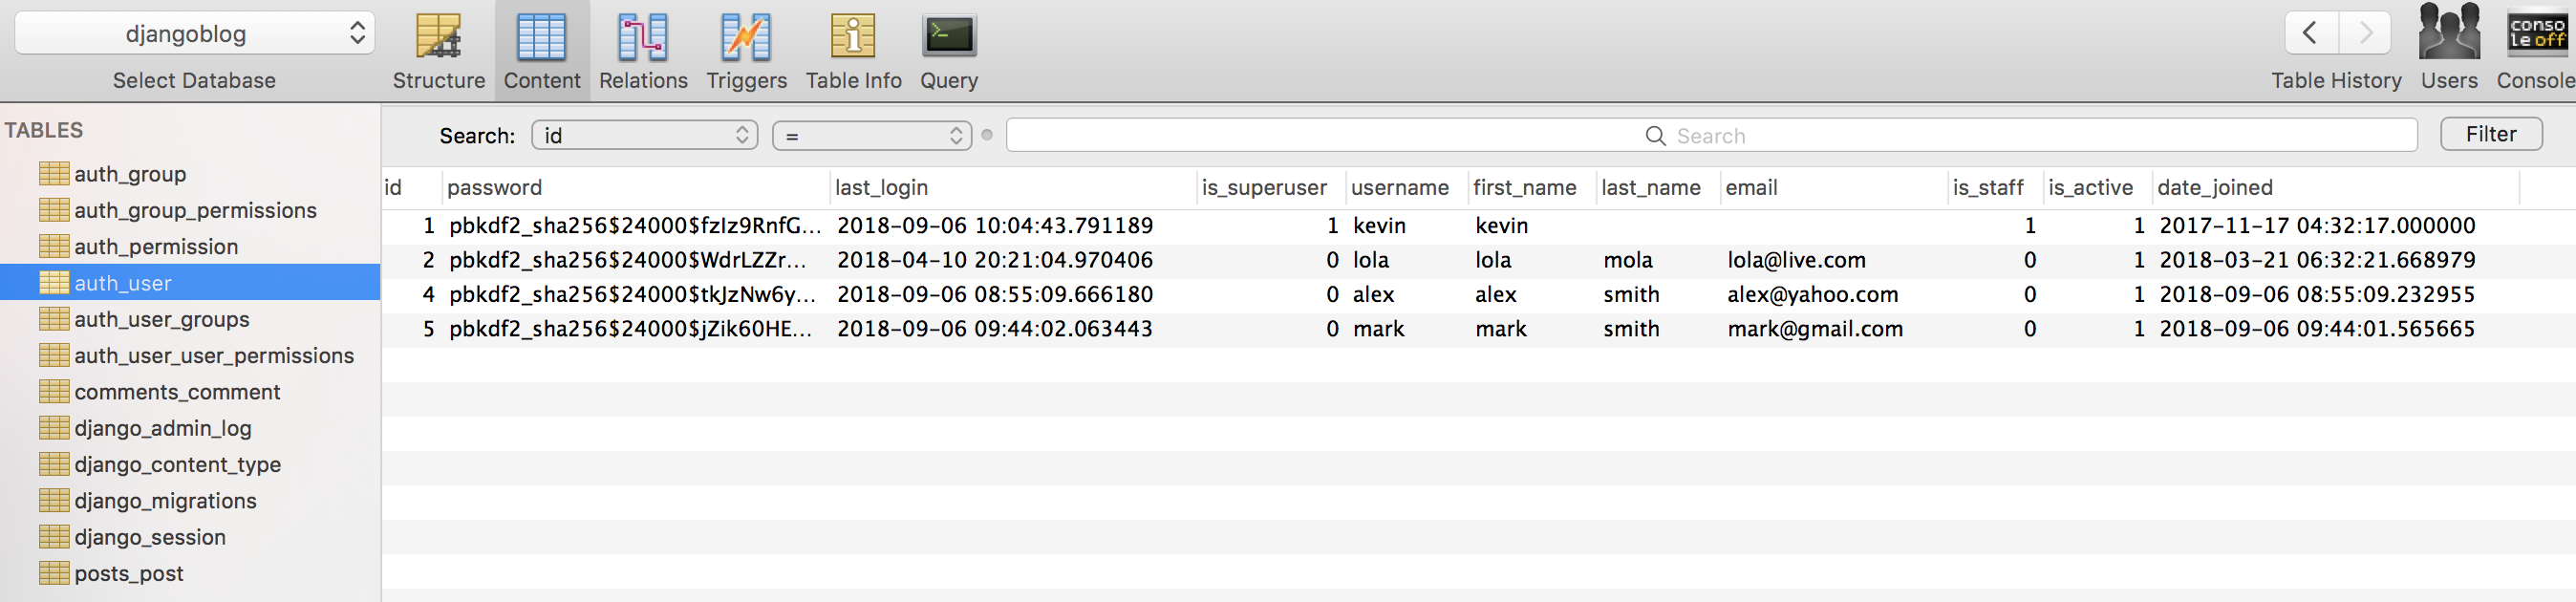 djangoblog
Select Database
Structure Content Relations Triggers Table Info Query
conso
le off
Table History Users Console
TABLES
auth_group
auth_group_permissions
auth_permission
auth_user
auth_user_groups
auth_user_user_permissions
comments_comment
django_admin_log
django_content_type
django_migrations
django_session
posts_post
Search: id = Search Filter
id password last_login is_superuser username first_name last_name email is_staff is_active date_joined
1 pbkdf2_sha256$24000$fzIz9RnfG... 2018-09-06 10:04:43.791189 1 kevin kevin 1 1 2017-11-17 04:32:17.000000
2 pbkdf2_sha256$24000$WdrLZZr... 2018-04-10 20:21:04.970406 0 lola lola mola lola@live.com 0 1 2018-03-21 06:32:21.668979
4 pbkdf2_sha256$24000$tkJzNw6y... 2018-09-06 08:55:09.666180 0 alex alex smith alex@yahoo.com 0 1 2018-09-06 08:55:09.232955
5 pbkdf2_sha256$24000$jZik60HE... 2018-09-06 09:44:02.063443 0 mark mark smith mark@gmail.com 0 1 2018-09-06 09:44:01.565665